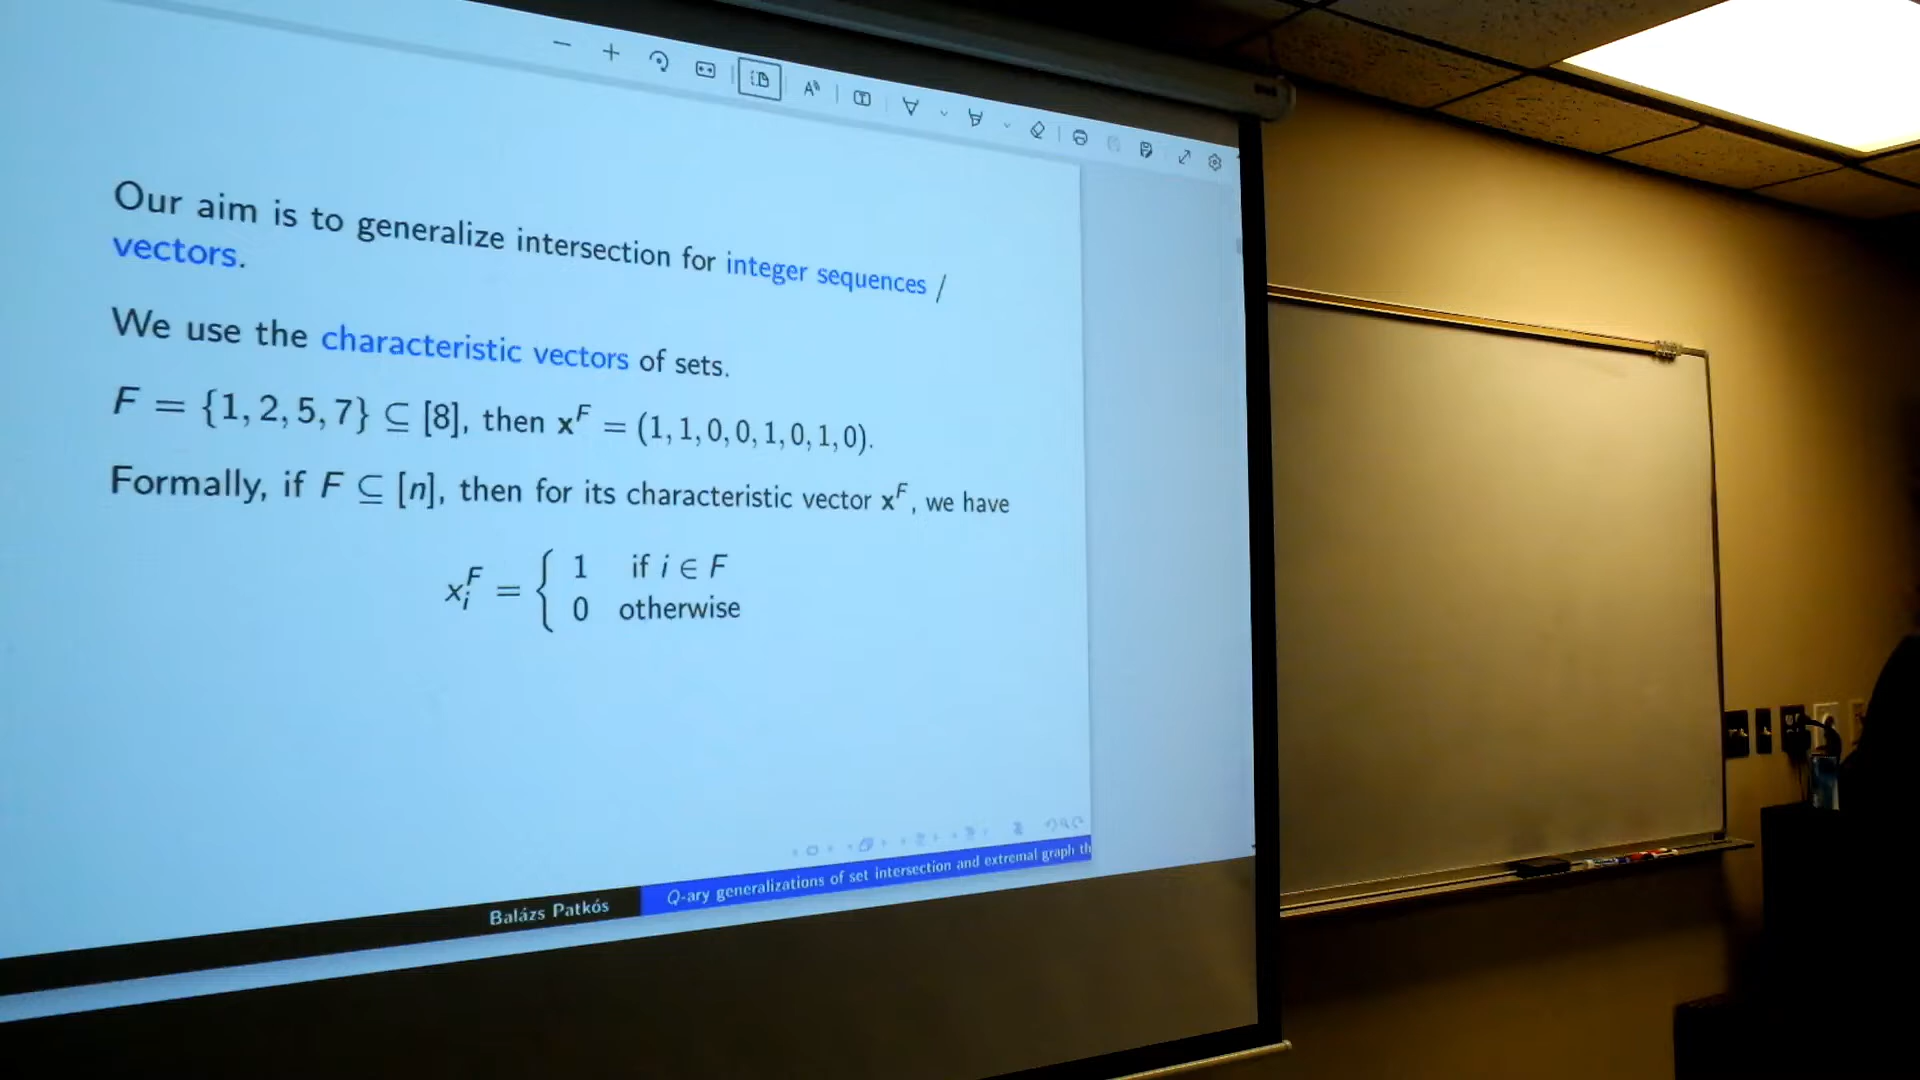 Our aim is to generalize intersection for integer sequences /
vectors.
We use the characteristic vectors of sets.
F = {1, 2, 5, 7} ⊆ [8], then x^F = (1, 1, 0, 0, 1, 0, 1, 0).
Formally, if F ⊆ [n], then for its characteristic vector x^F, we have
x_i^F = { 1 if i ∈ F
0 otherwise
Balázs Patkós
Q-ary generalizations of set intersection and extremal graph th